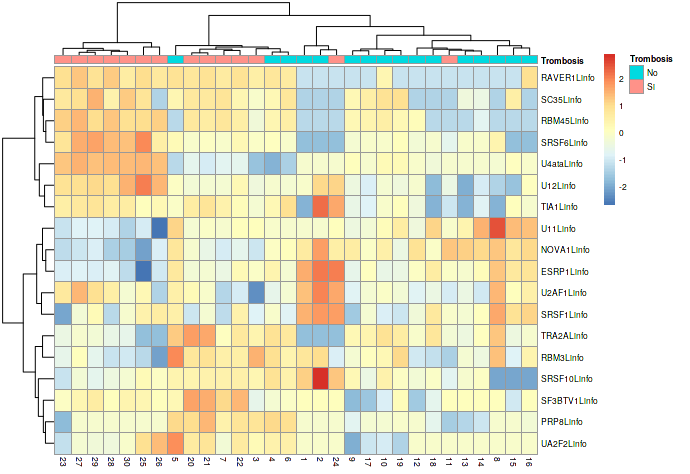 Trombosis
Trombosis
No
Si
2
1
0
-1
-2
RAVER1Linfo
SC35Linfo
RBM45Linfo
SRSF6Linfo
U4ataLinfo
U12Linfo
TIA1Linfo
U11Linfo
NOVA1Linfo
ESRP1Linfo
U2AF1Linfo
SRSF1Linfo
TRA2ALinfo
RBM3Linfo
SRSF10Linfo
SF3BTV1Linfo
PRP8Linfo
UA2F2Linfo
23 27 29 28 30 25 26 5 20 21 7 22 3 4 6 1 2 24 9 17 10 19 12 18 11 13 14 8 15 16